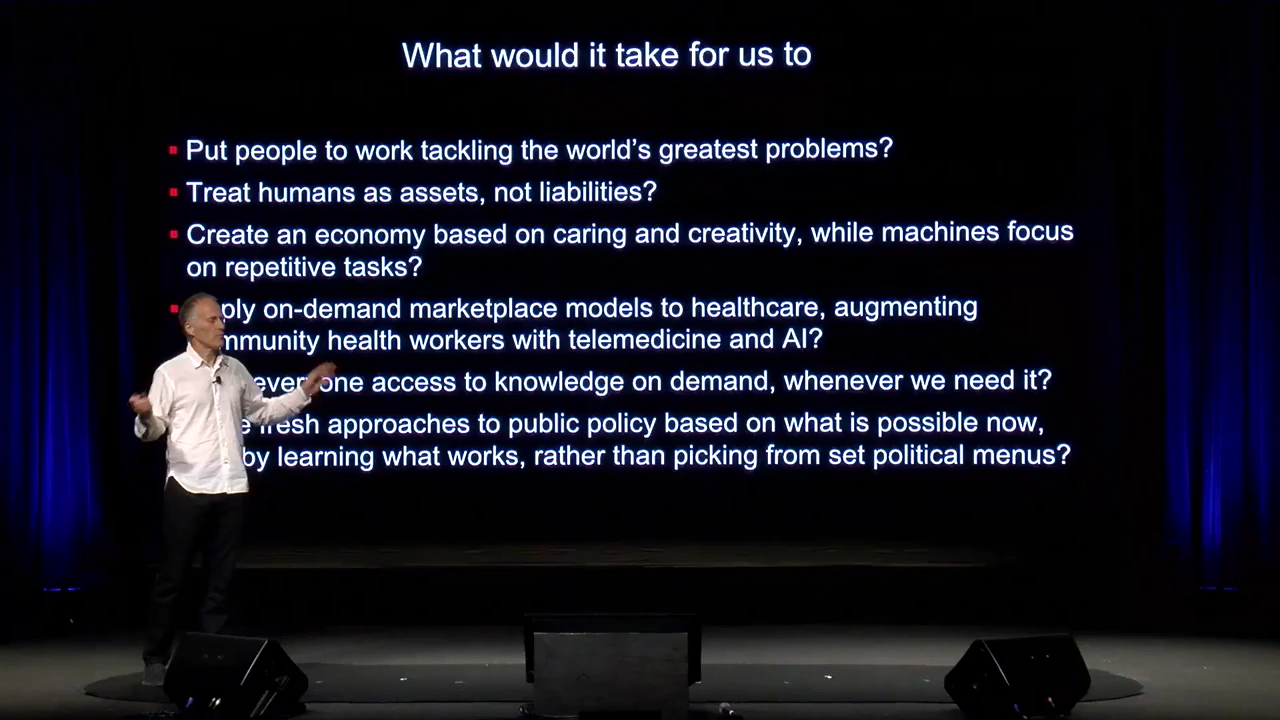 What would it take for us to
Put people to work tackling the world's greatest problems?
Treat humans as assets, not liabilities?
Create an economy based on caring and creativity, while machines focus
on repetitive tasks?
on-demand marketplace models to healthcare, augmenting
health workers with telemedicine and AI?
everyone access to knowledge on demand, whenever we need it?
fresh approaches to public policy based on what is possible now,
by learning what works, rather than picking from set political menus?